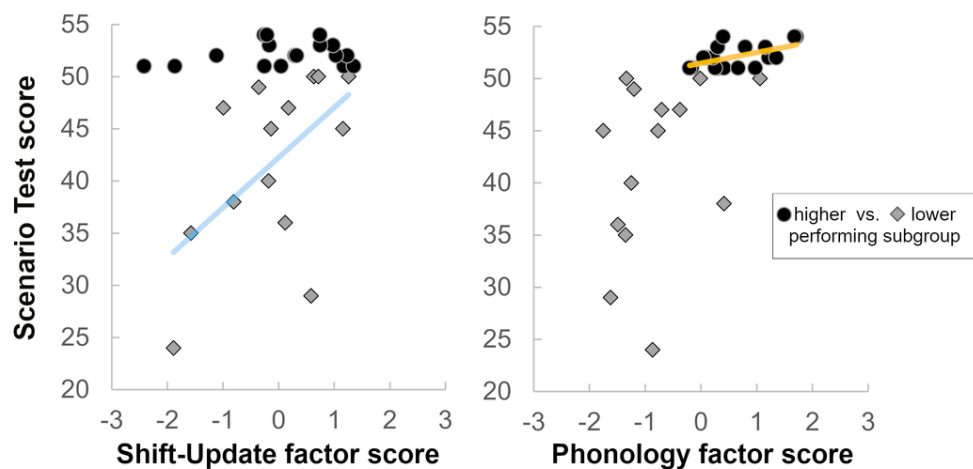 55
50
45
40
35
30
25
20
-3 -2 -1 0 1 2 3
Scenario Test score
Shift-Update factor score
55
50
45
40
35
30
25
20
-3 -2 -1 0 1 2 3
Phonology factor score
higher vs. lower
performing subgroup